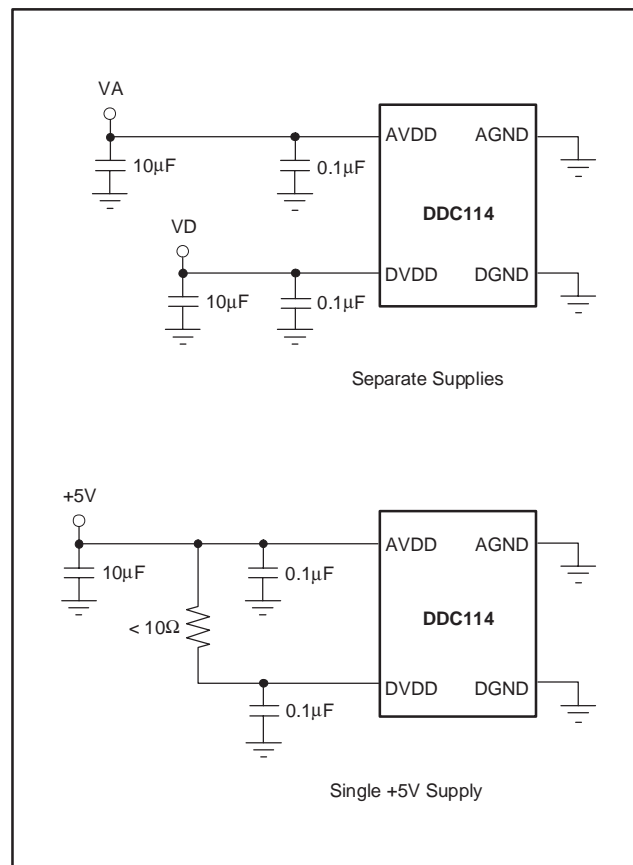 VA
AVDD
AGND
10μF
0.1μF
DDC114
VD
DVDD
DGND
10μF
0.1μF
Separate Supplies
+5V
AVDD
AGND
10μF
0.1μF
< 10Ω
DDC114
DVDD
DGND
0.1μF
Single +5V Supply